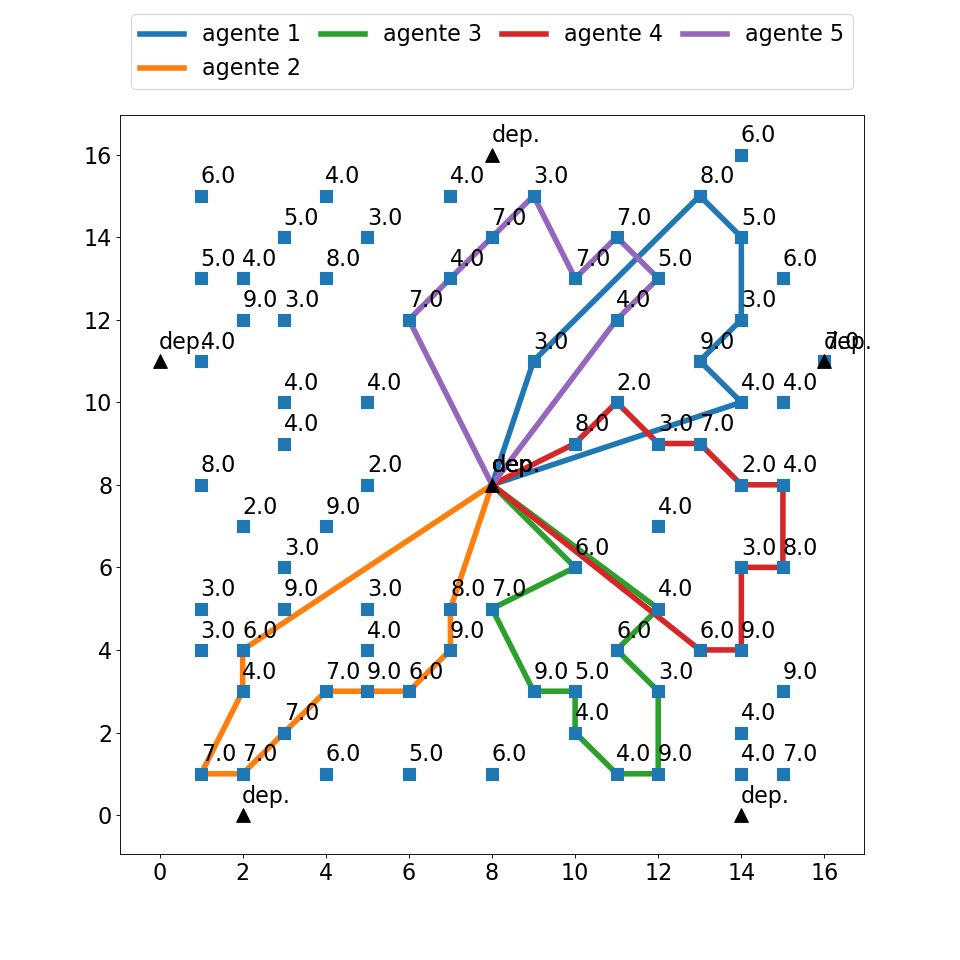 agente 1 agente 3 agente 4 agente 5
agente 2
dep. 6.0
16
6.0 4.0 4.0 3.0 8.0
5.0 3.0 7.0 7.0 5.0
14
5.0 4.0 8.0 4.0 7.0 5.0 6.0
9.0 3.0 7.0 4.0 3.0
12
dep. 4.0 3.0 9.0 7.0 dep.
4.0 4.0 2.0 4.0 4.0
10
4.0 8.0 3.0 7.0
8.0 2.0 dep. dep. 2.0 4.0
8
2.0 9.0 4.0
3.0 6.0 3.0 8.0
6
3.0 9.0 3.0 8.0 7.0 4.0
3.0 6.0 4.0 9.0 6.0 6.0 9.0
4
4.0 7.0 9.0 6.0 9.0 5.0 3.0 9.0
7.0 4.0 4.0
2
7.0 7.0 6.0 5.0 6.0 4.0 9.0 4.0 7.0
dep. dep.
0
0 2 4 6 8 10 12 14 16